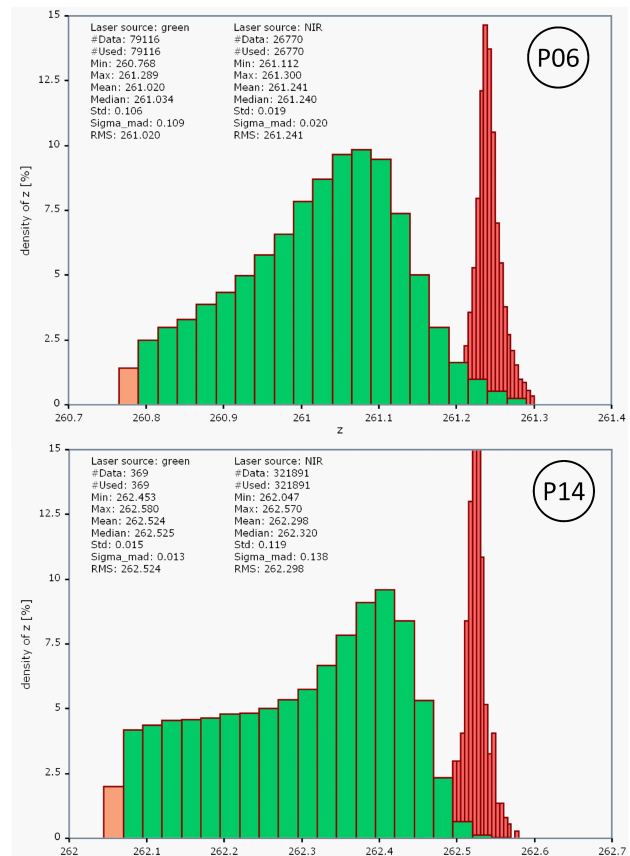 15
12.5
10
7.5
5
2.5
0
density of z [%]
Laser source: green
#Data: 79116
#Used: 79116
Min: 260.768
Max: 261.289
Mean: 261.020
Median: 261.034
Std: 0.106
Sigma_mad: 0.109
RMS: 261.020
Laser source: NIR
#Data: 26770
#Used: 26770
Min: 261.112
Max: 261.300
Mean: 261.241
Median: 261.240
Std: 0.019
Sigma_mad: 0.020
RMS: 261.241
P06
260.7 260.8 260.9 261 261.1 261.2 261.3 261.4
z
15
12.5
10
7.5
5
2.5
0
density of z [%]
Laser source: green
#Data: 369
#Used: 369
Min: 262.453
Max: 262.580
Mean: 262.524
Median: 262.525
Std: 0.015
Sigma_mad: 0.013
RMS: 262.524
Laser source: NIR
#Data: 321891
#Used: 321891
Min: 262.047
Max: 262.570
Mean: 262.298
Median: 262.320
Std: 0.119
Sigma_mad: 0.138
RMS: 262.298
P14
262 262.1 262.2 262.3 262.4 262.5 262.6 262.7